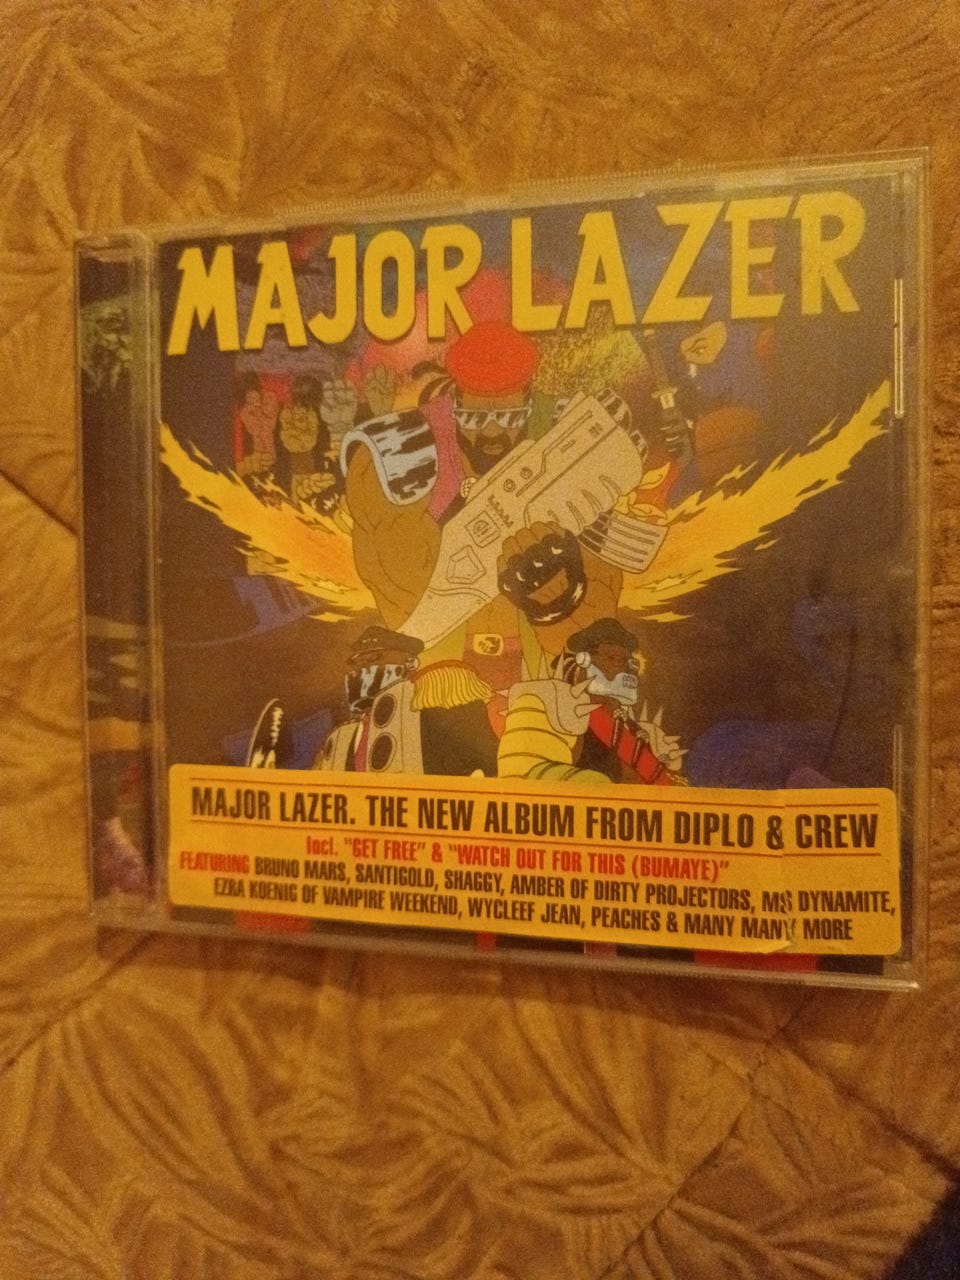 MAJOR LAZER
MAJOR LAZER. THE NEW ALBUM FROM DIPLO & CREW
Incl. "GET FREE" & "WATCH OUT FOR THIS (BUMAYE)"
FEATURING BRUNO MARS, SANTIGOLD, SHAGGY, AMBER OF DIRTY PROJECTORS, MS DYNAMITE,
EZRA KOENIG OF VAMPIRE WEEKEND, WYCLEEF JEAN, PEACHES & MANY MANY MORE